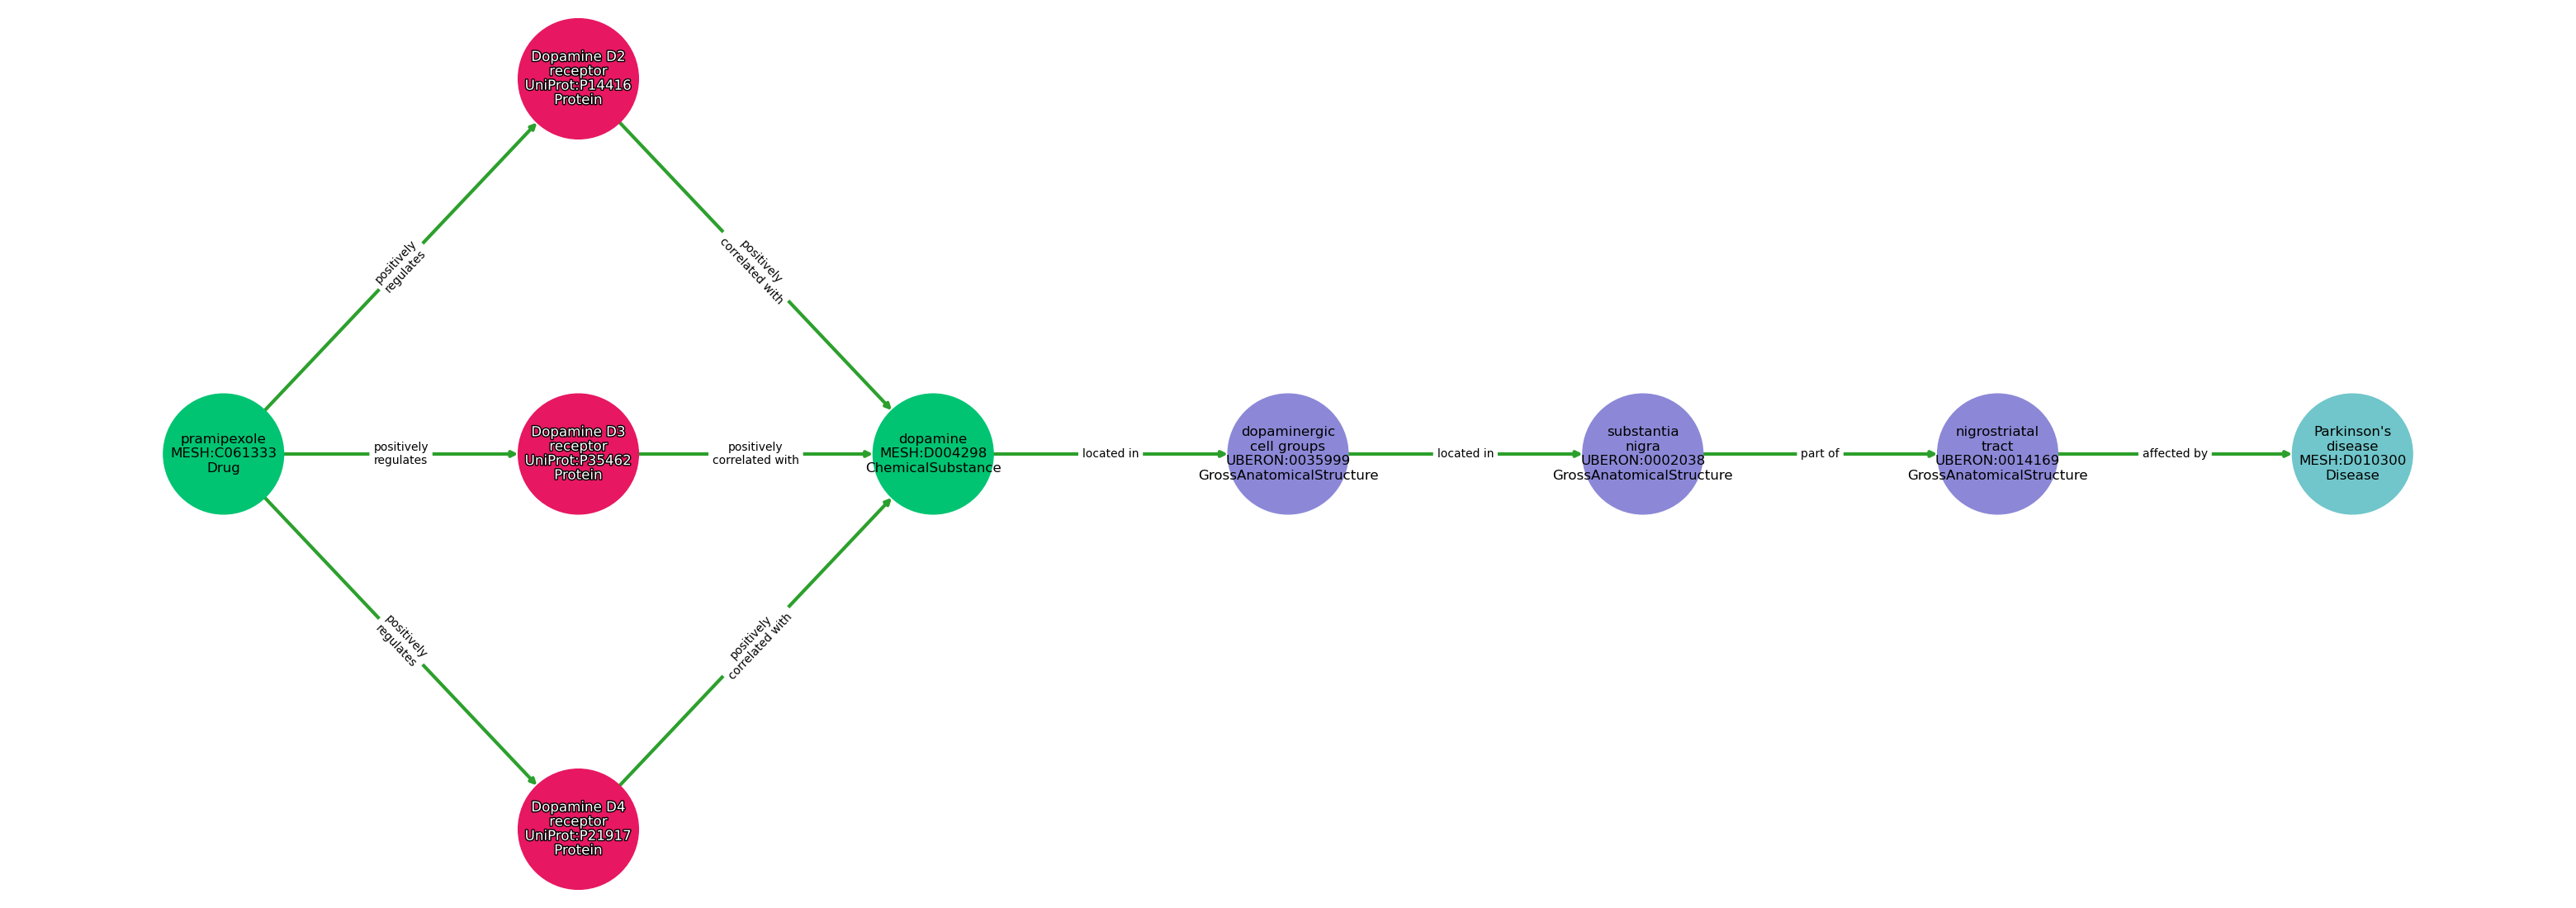 Dopamine D2
receptor
UniProt:P14416
Protein
positively
regulates
positively
correlated with
pramipexole
MESH:C061333
Drug
positively
regulates
Dopamine D3
receptor
UniProt:P35462
Protein
positively
correlated with
dopamine
MESH:D004298
ChemicalSubstance
located in
dopaminergic
cell groups
UBERON:0035999
GrossAnatomicalStructure
located in
substantia
nigra
UBERON:0002038
GrossAnatomicalStructure
part of
nigrostriatal
tract
UBERON:0014169
GrossAnatomicalStructure
affected by
Parkinson's
disease
MESH:D010300
Disease
positively
regulates
positively
correlated with
Dopamine D4
receptor
UniProt:P21917
Protein